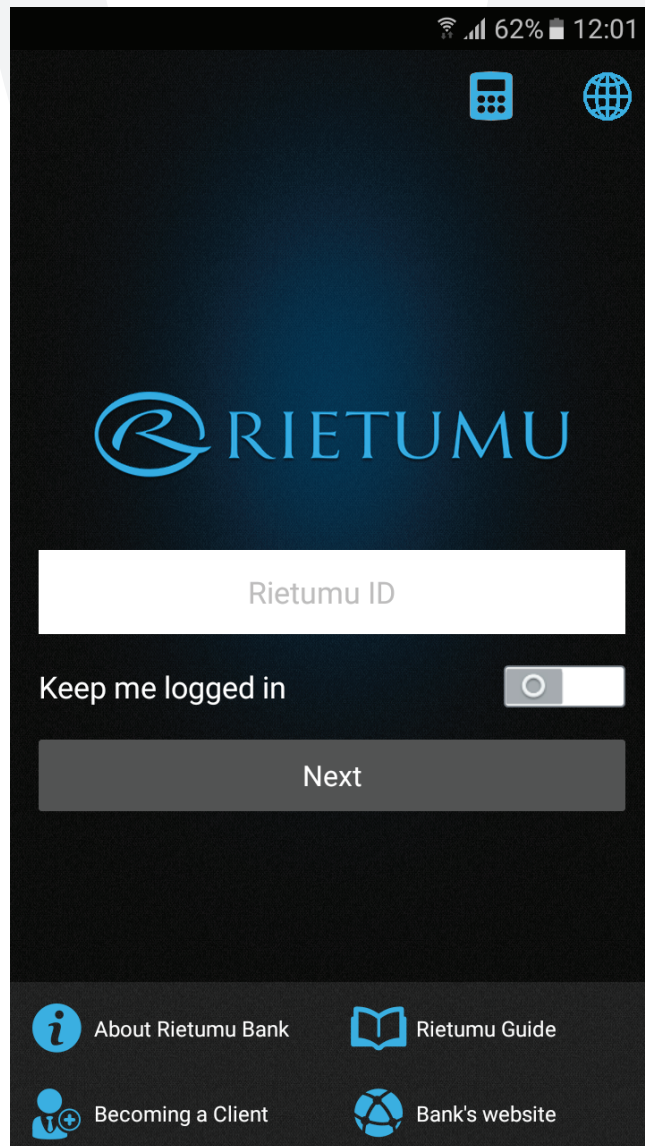 62% 12:01
RIETUMU
Rietumu ID
Keep me logged in
Next
About Rietumu Bank
Rietumu Guide
Becoming a Client
Bank's website